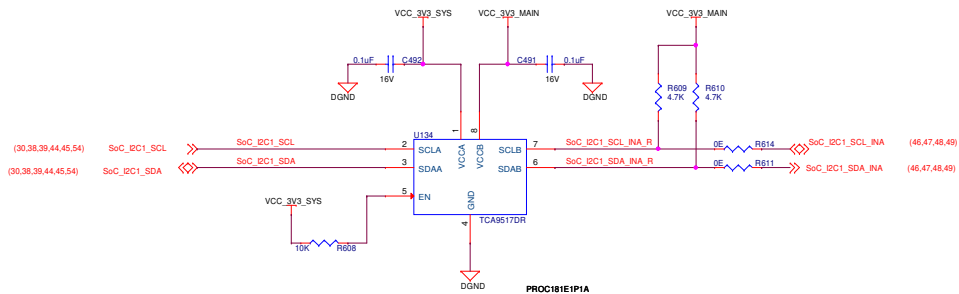 VCC_3V3_SYS
VCC_3V3_MAIN
VCC_3V3_MAIN
0.1uF
C492
16V
DGND
C491
0.1uF
16V
DGND
R609
4.7K
R610
4.7K
U134
1
8
VCCA
VCCB
(30,38,39,44,45,54)
SoC_I2C1_SCL
SoC_I2C1_SCL
2
SCLA
SCLB
7
SoC_I2C1_SCL_INA_R
0E
R614
SoC_I2C1_SCL_INA
(46,47,48,49)
(30,38,39,44,45,54)
SoC_I2C1_SDA
SoC_I2C1_SDA
3
SDAA
SDAB
6
SoC_I2C1_SDA_INA_R
0E
R611
SoC_I2C1_SDA_INA
(46,47,48,49)
5
EN
GND
4
TCA9517DR
VCC_3V3_SYS
10K
R608
DGND
PROC181E1P1A